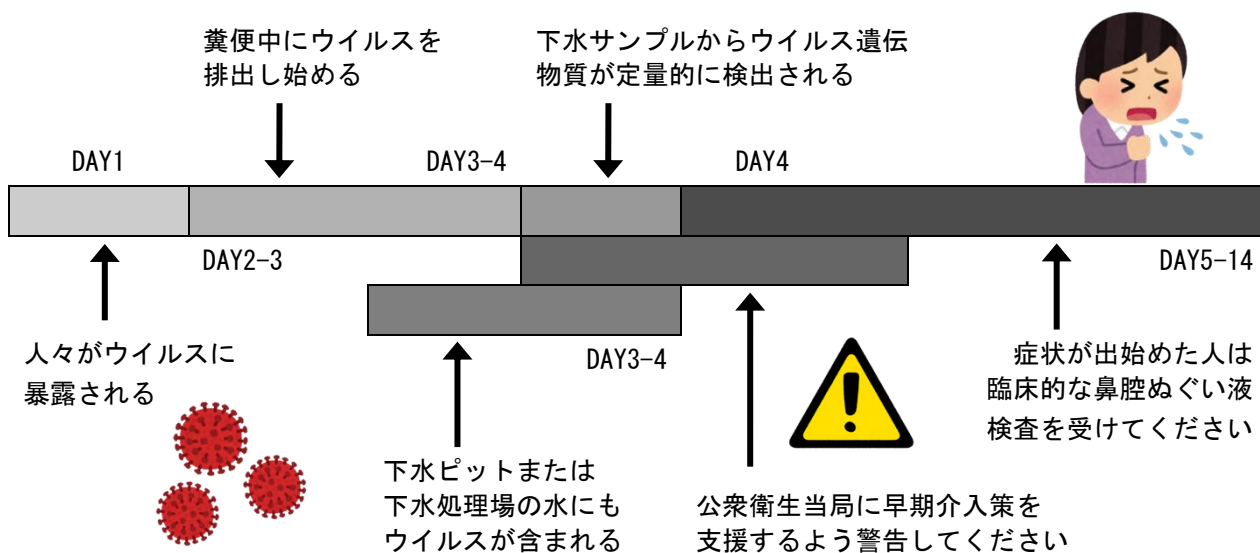 糞便中にウイルスを
排出し始める
下水サンプルからウイルス遺伝
物質が定量的に検出される
DAY1
DAY3-4
DAY4
DAY2-3
DAY5-14
人々がウイルスに
暴露される
DAY3-4
症状が出始めた人は
臨床的な鼻腔ぬぐい液
検査を受けてください
下水ピットまたは
下水処理場の水にも
ウイルスが含まれる
公衆衛生当局に早期介入策を
支援するよう警告してください